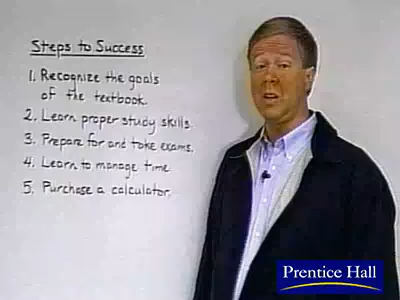 Steps to Success
1. Recognize the goals
of the textbook.
2. Learn proper study skills.
3. Prepare for and take exams.
4. Learn to manage time
5. Purchase a calculator.
Prentice Hall